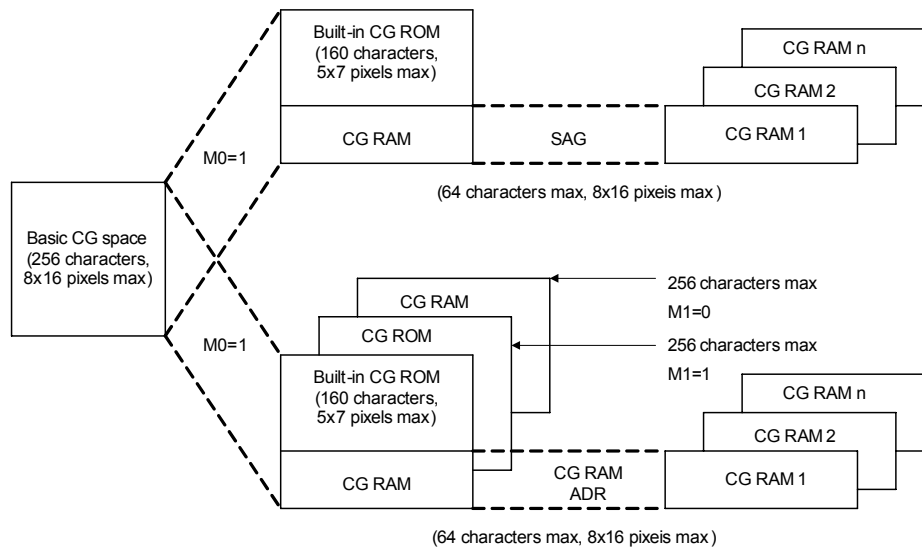 Built-in CG ROM
(160 characters,
5x7 pixels max)
CG RAM
M0=1
SAG
CG RAM n
CG RAM 2
CG RAM 1
(64 characters max, 8x16 pixeis max)
Basic CG space
(256 characters,
8x16 pixels max)
M0=1
CG RAM
CG ROM
Built-in CG ROM
(160 characters,
5x7 pixels max)
CG RAM
256 characters max
M1=0
256 characters max
M1=1
CG RAM
ADR
CG RAM n
CG RAM 2
CG RAM 1
(64 characters max, 8x16 pixels max)